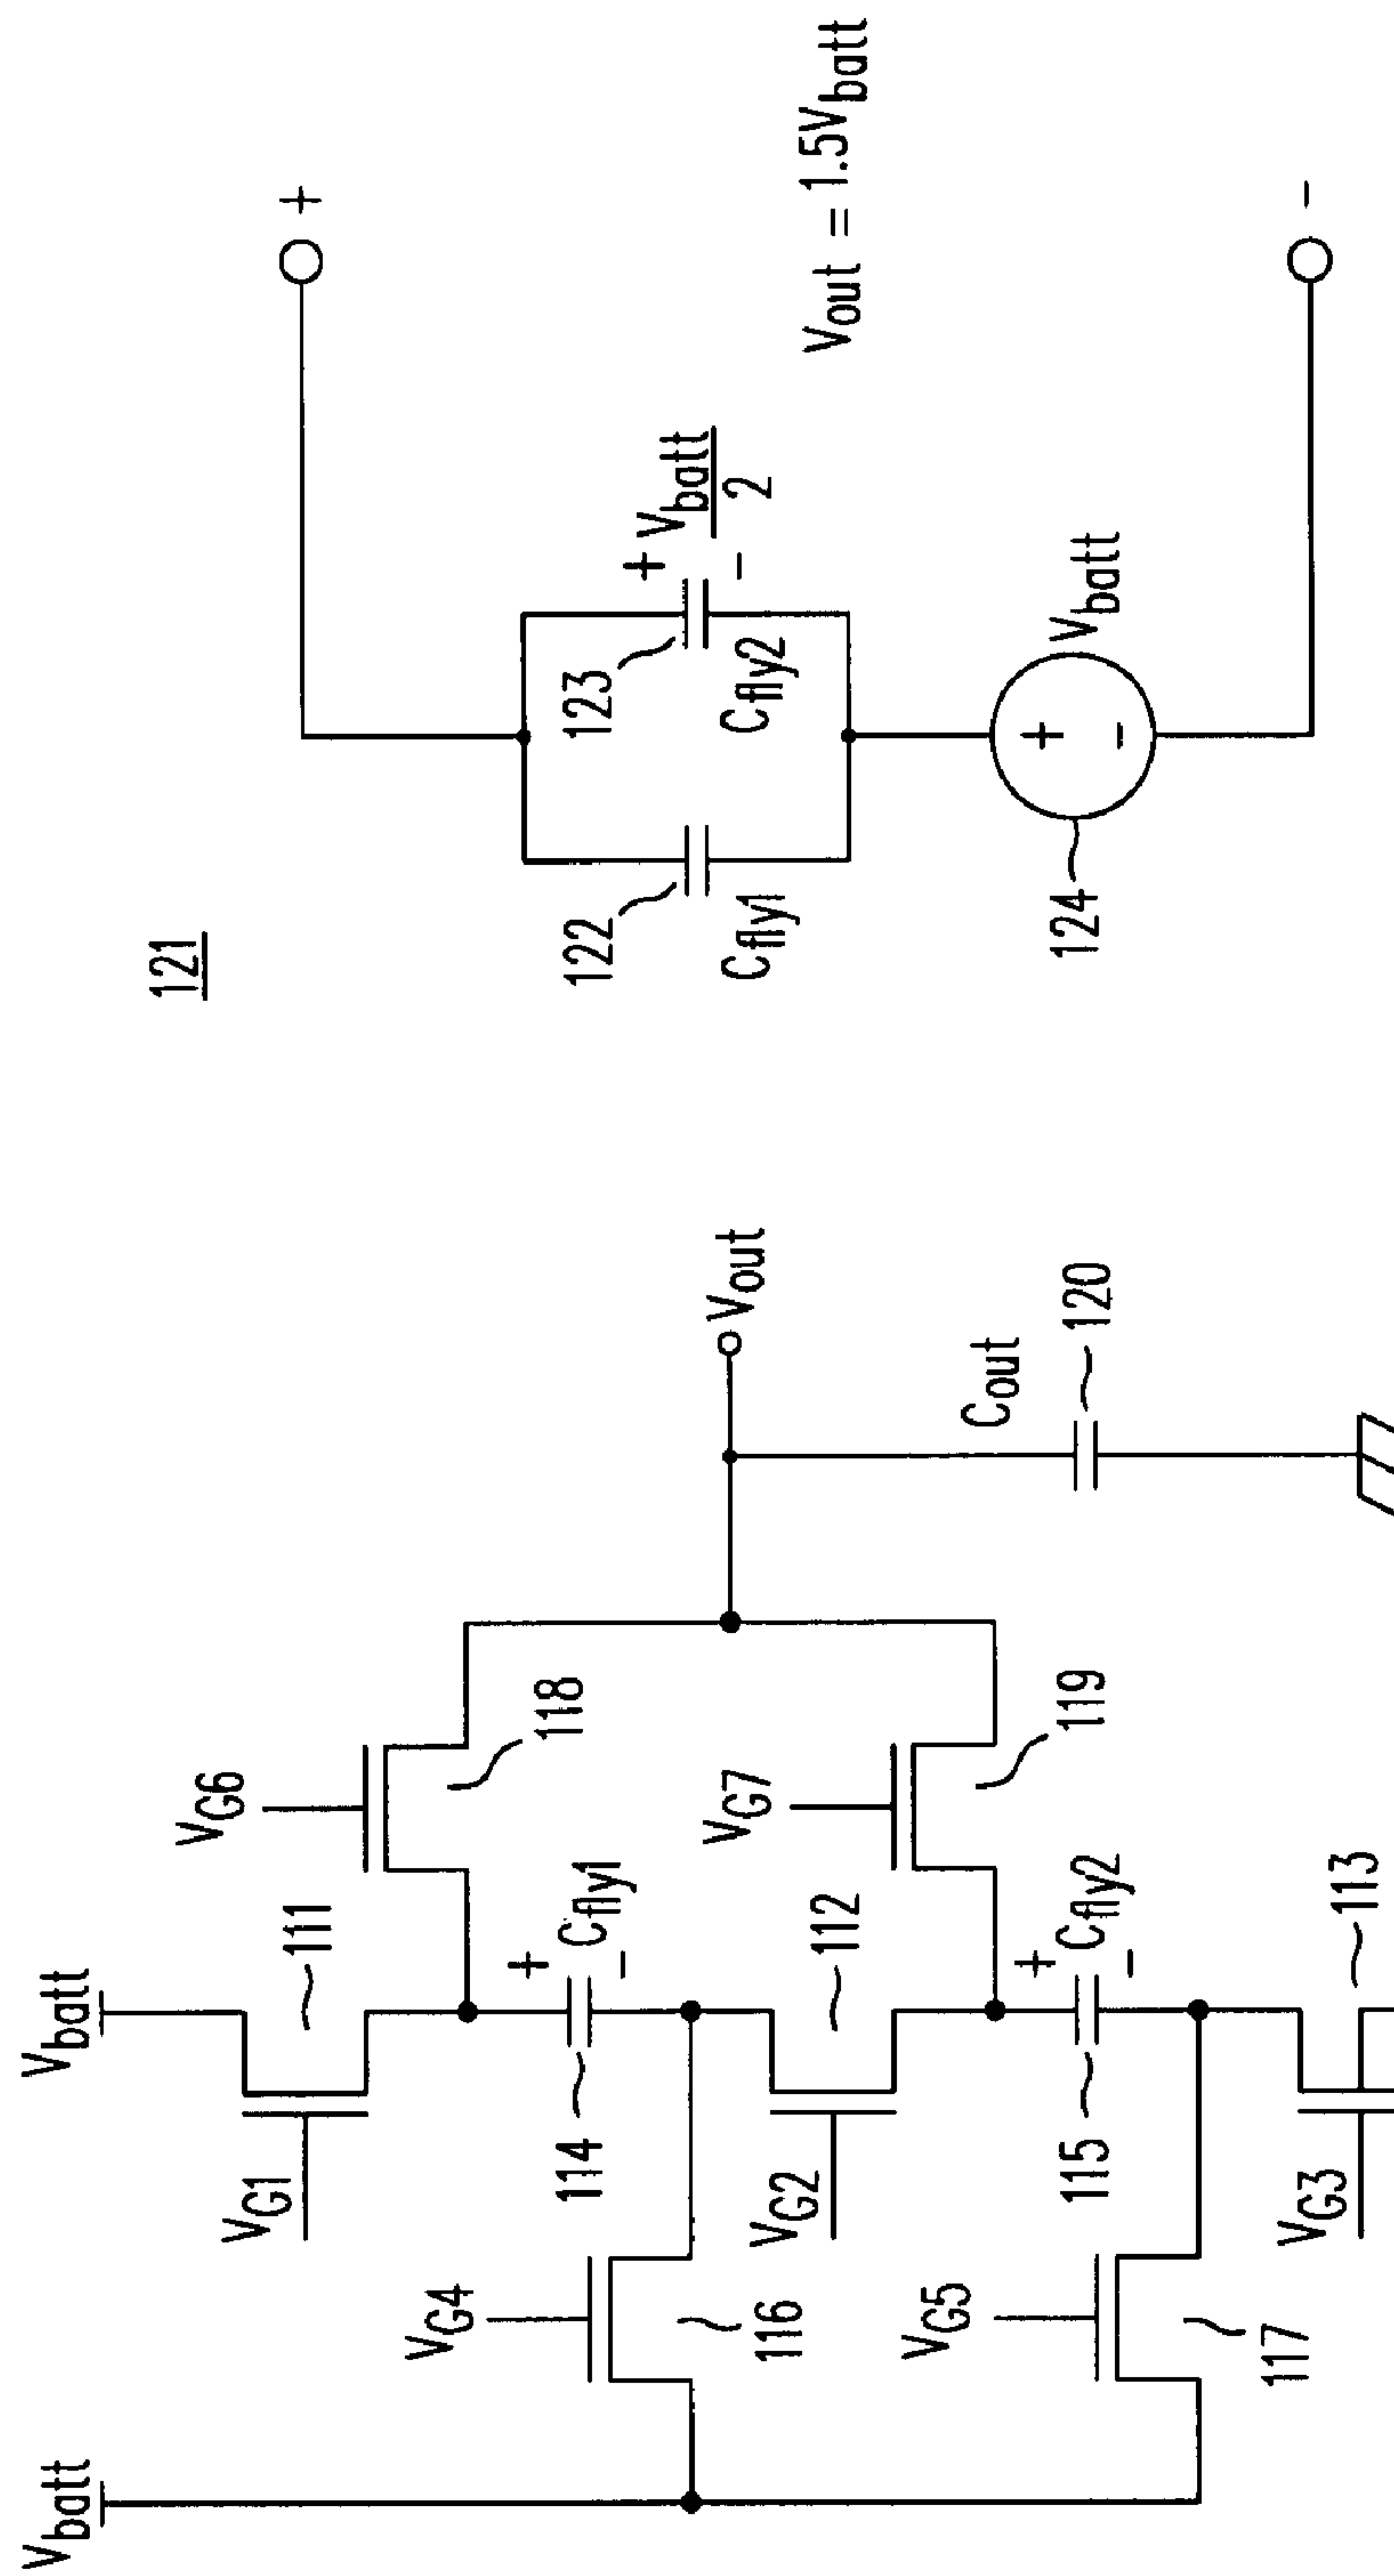 Vbatt
Vbatt
VG1
111
VG6
118
Cfly1
+
-
114
VG4
116
VG2
112
VG7
119
Vout
Cout
120
Cfly2
+
-
115
VG5
117
VG3
113
121
+
122
Cfly1
123
Cfly2
+
-
Vbatt
2
Vout = 1.5Vbatt
124
+
-
Vbatt
-